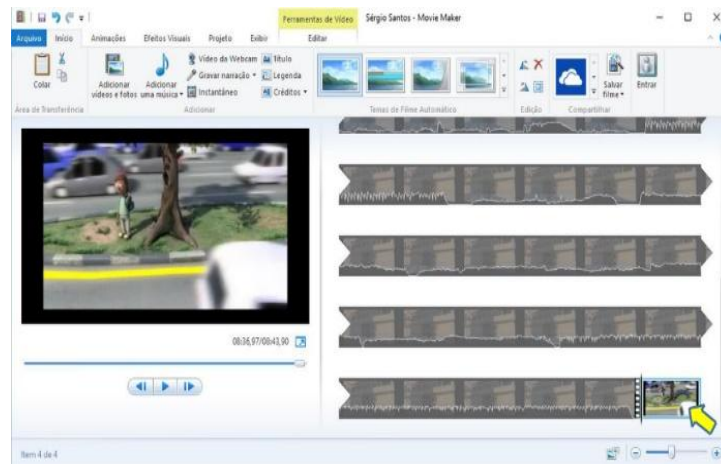 Ferramentas de Vídeo Sérgio Santos - Movie Maker
Arquivo Início Animações Efeitos Visuais Projeto Exibir Editar
Colar
Adicionar vídeos e fotos
Adicionar uma música
Vídeo da Webcam
Gravar narração
Instantâneo
Título
Legenda
Créditos
Salvar filme
Entrar
Área de Transferência Adicionar Temas de Filme Automático Edição Compartilhar
08:36,97/08:43,90
Item 4 de 4